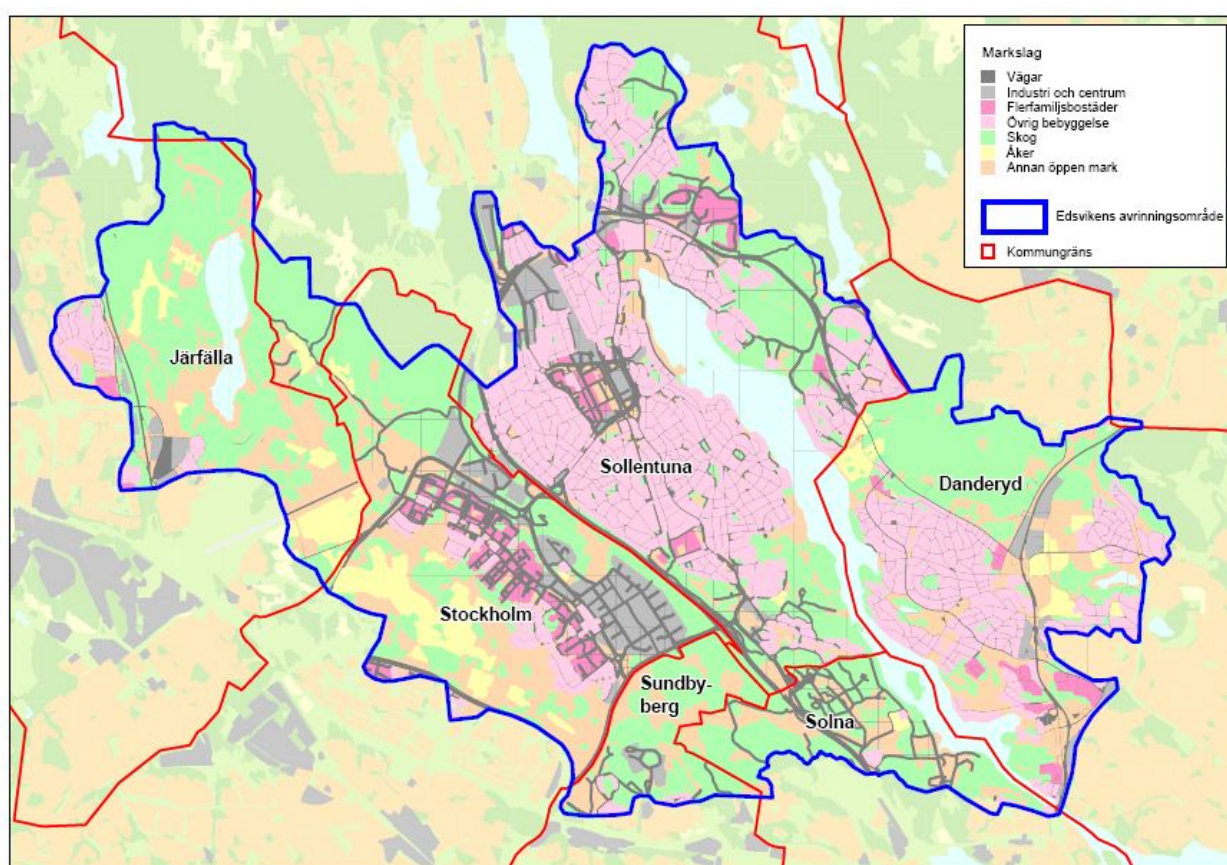 Markslag
Vägar
Industri och centrum
Flerfamiljsbostäder
Övrig bebyggelse
Skog
Åker
Annan öppen mark
Edsvikens avrinningsområde
Kommungräns
Järfälla
Sollentuna
Danderyd
Stockholm
Sundby-
berg
Solna